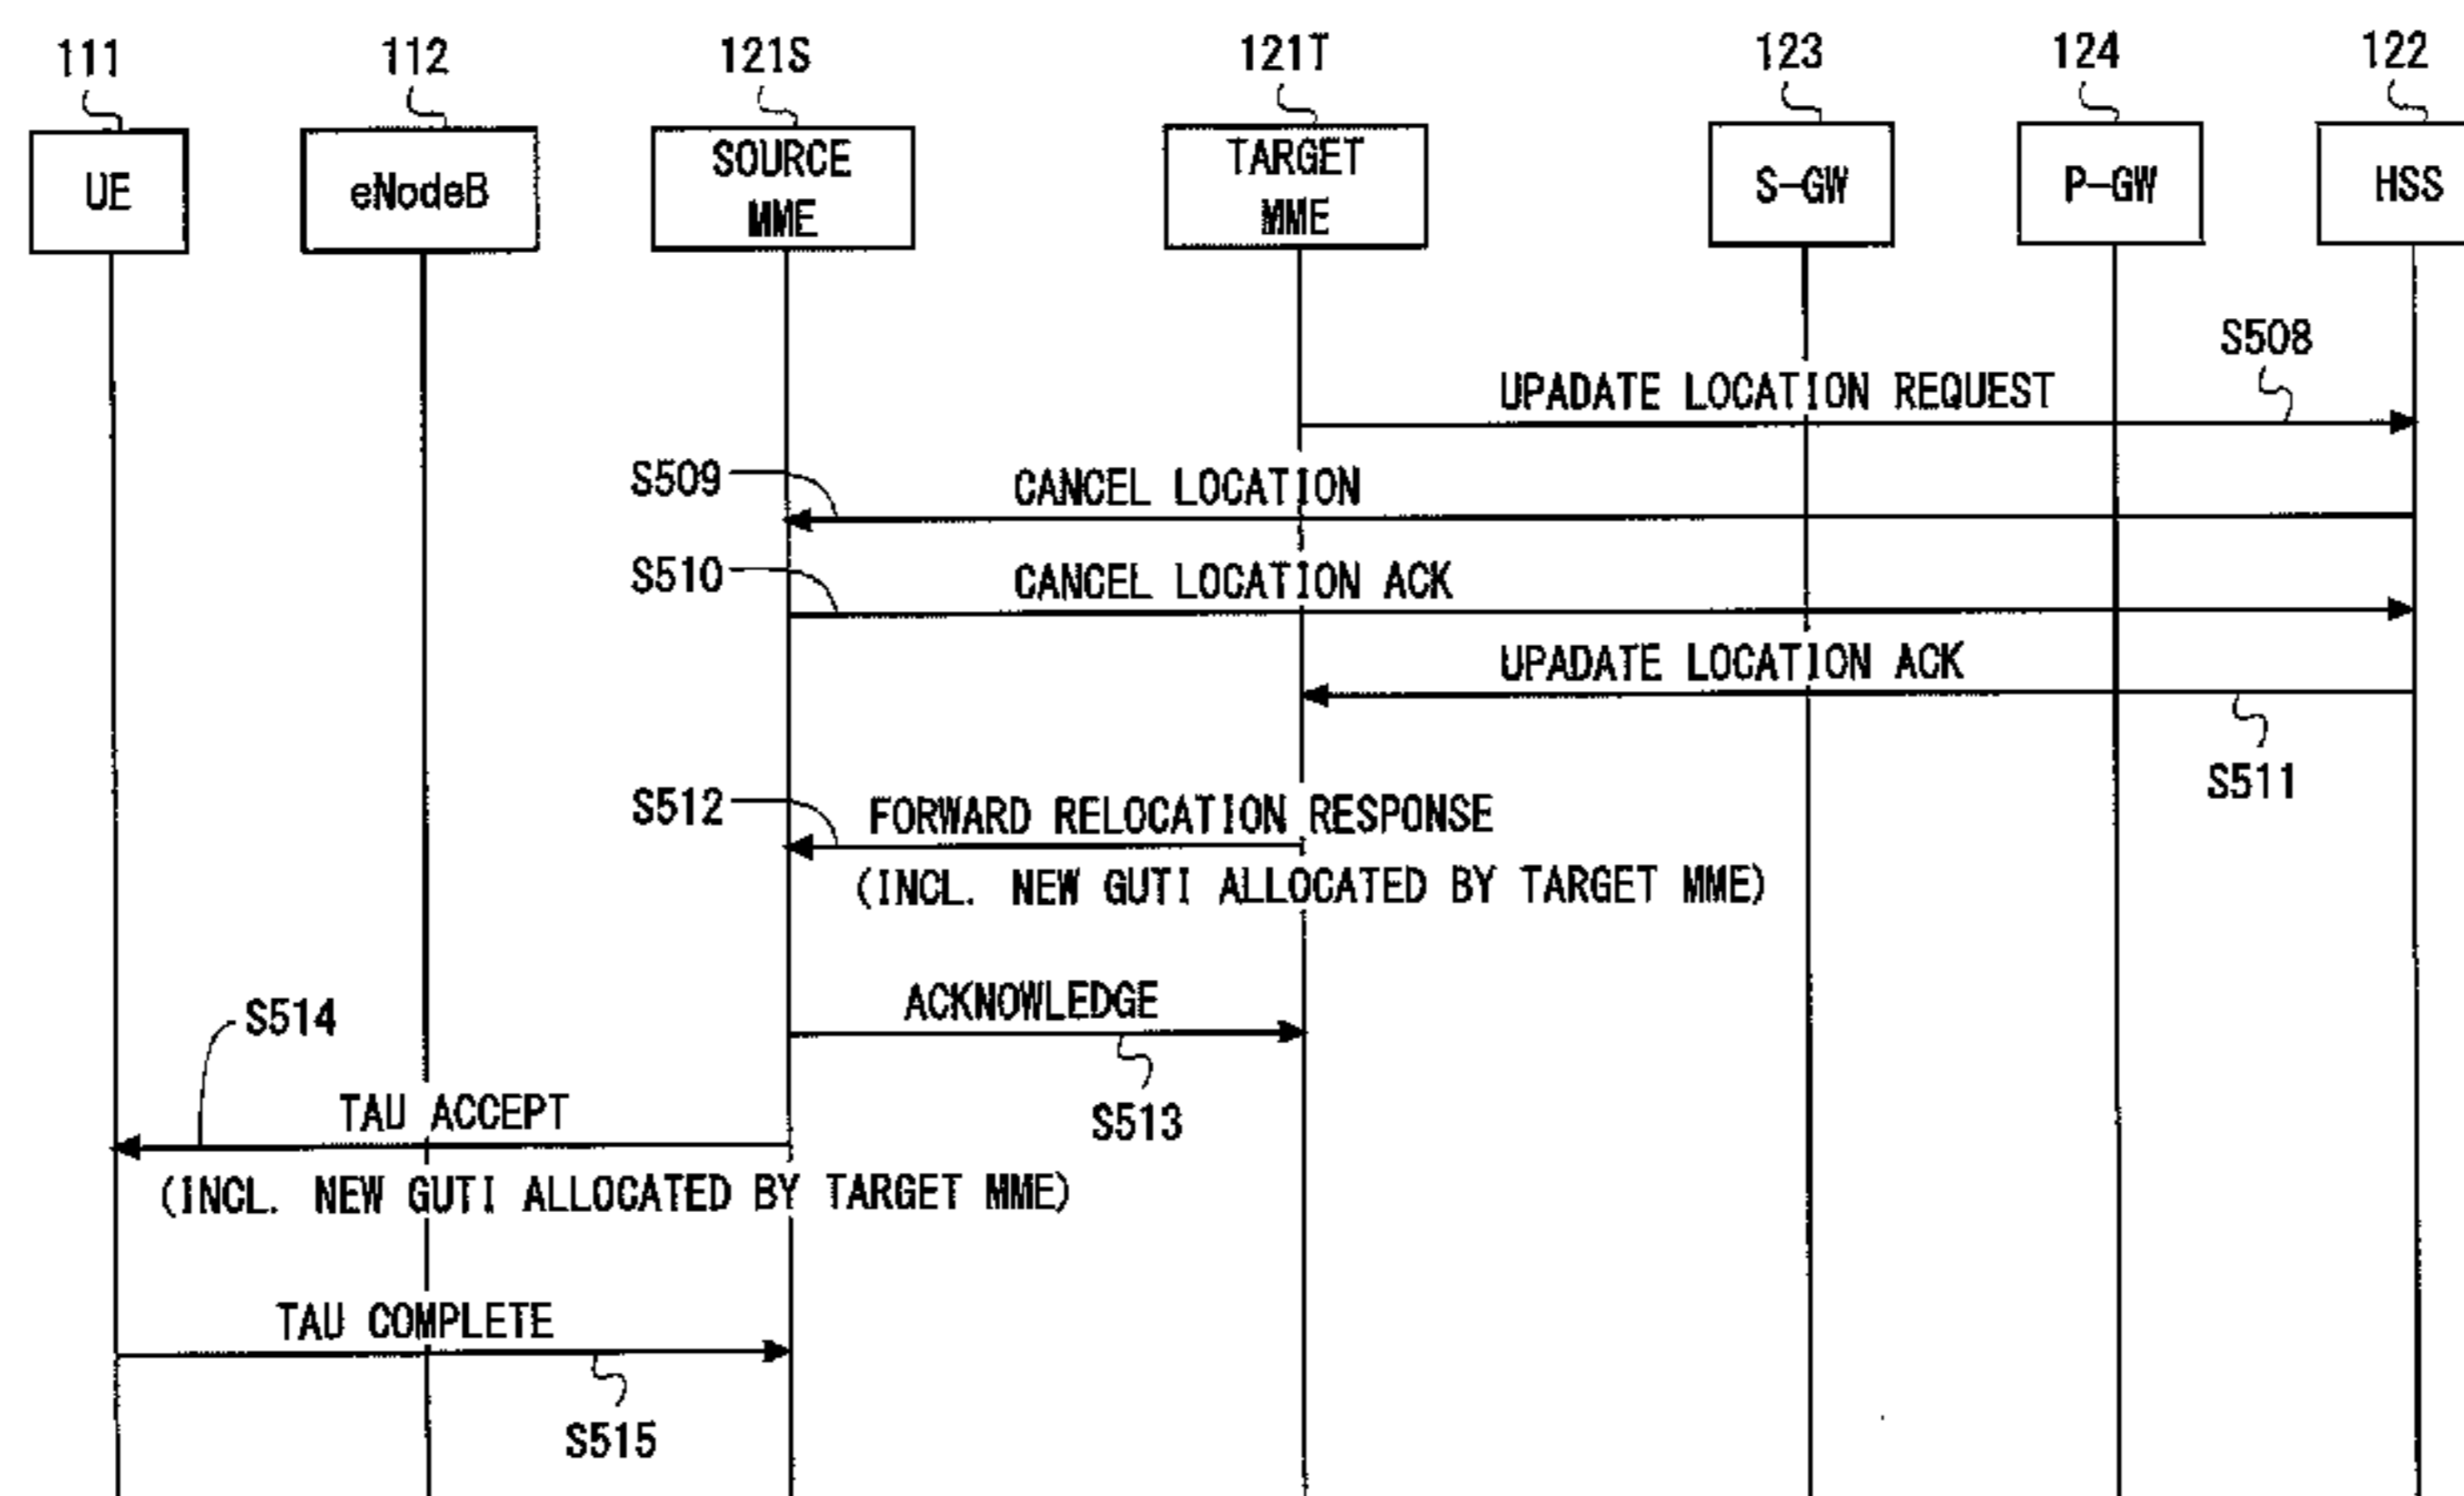 111
112
121S
121T
123
124
122
UE
eNodeB
SOURCE
MME
TARGET
MME
S-GW
P-GW
HSS
S508
UPADATE LOCATION REQUEST
S509
CANCEL LOCATION
S510
CANCEL LOCATION ACK
UPADATE LOCATION ACK
S511
S512
FORWARD RELOCATION RESPONSE
(INCL. NEW GUTI ALLOCATED BY TARGET MME)
ACKNOWLEDGE
S513
S514
TAU ACCEPT
(INCL. NEW GUTI ALLOCATED BY TARGET MME)
TAU COMPLETE
S515